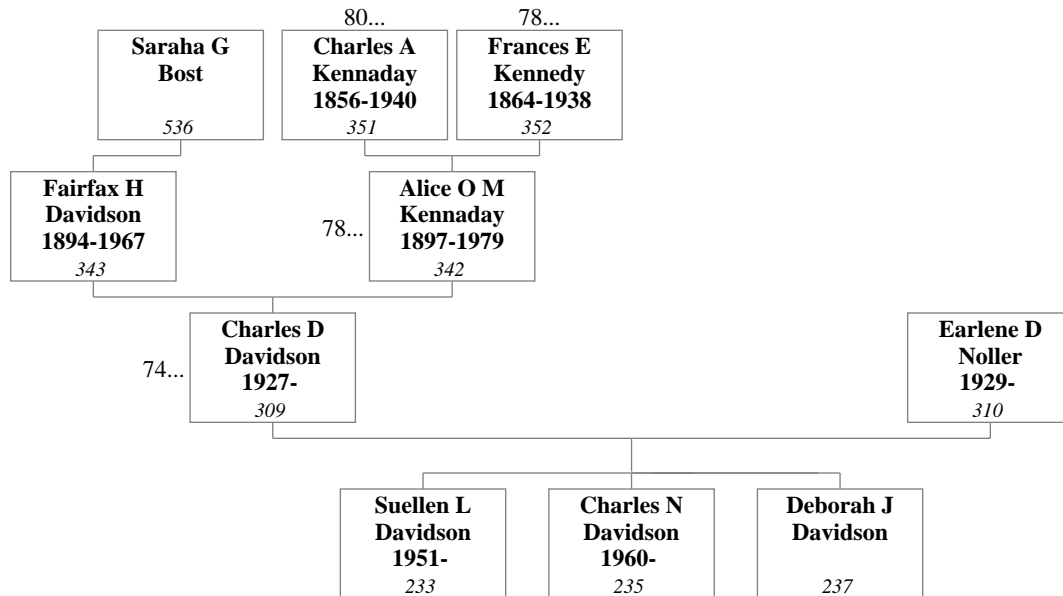 80...
78...
Saraha G
Bost
536
Charles A
Kennaday
1856-1940
351
Frances E
Kennedy
1864-1938
352
Fairfax H
Davidson
1894-1967
343
78...
Alice O M
Kennaday
1897-1979
342
74...
Charles D
Davidson
1927-
309
Earlene D
Noller
1929-
310
Suellen L
Davidson
1951-
233
Charles N
Davidson
1960-
235
Deborah J
Davidson
237